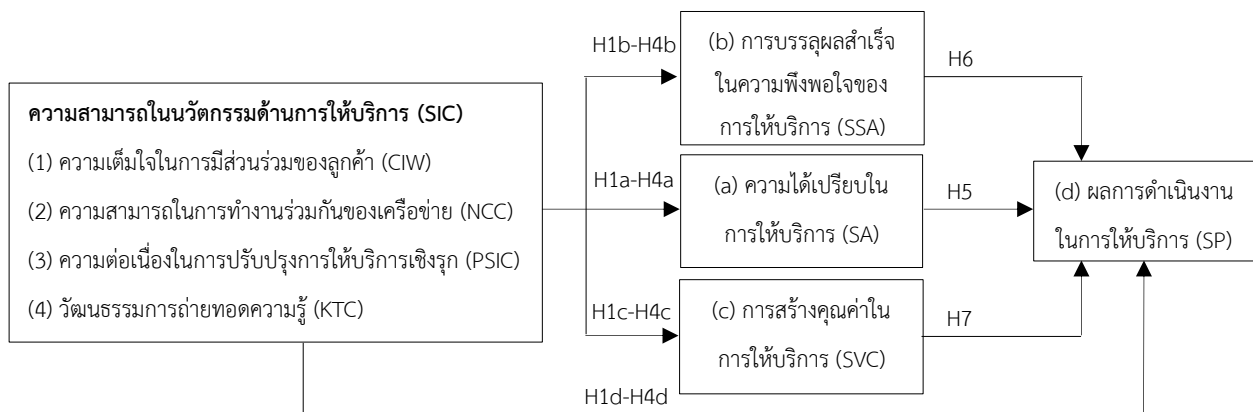 ความสามารถในนวัตกรรมด้านการให้บริการ (SIC)
(1) ความเต็มใจในการมีส่วนร่วมของลูกค้า (CIW)
(2) ความสามารถในการทำงานร่วมกันของเครือข่าย (NCC)
(3) ความต่อเนื่องในการปรับปรุงการให้บริการเชิงรุก (PSIC)
(4) วัฒนธรรมการถ่ายทอดความรู้ (KTC)
H1b-H4b
(b) การบรรลุผลสำเร็จ
ในความพึงพอใจของ
การให้บริการ (SSA)
H6
H1a-H4a
(a) ความได้เปรียบใน
การให้บริการ (SA)
H5
(d) ผลการดำเนินงาน
ในการให้บริการ (SP)
H1c-H4c
(c) การสร้างคุณค่าใน
การให้บริการ (SVC)
H7
H1d-H4d